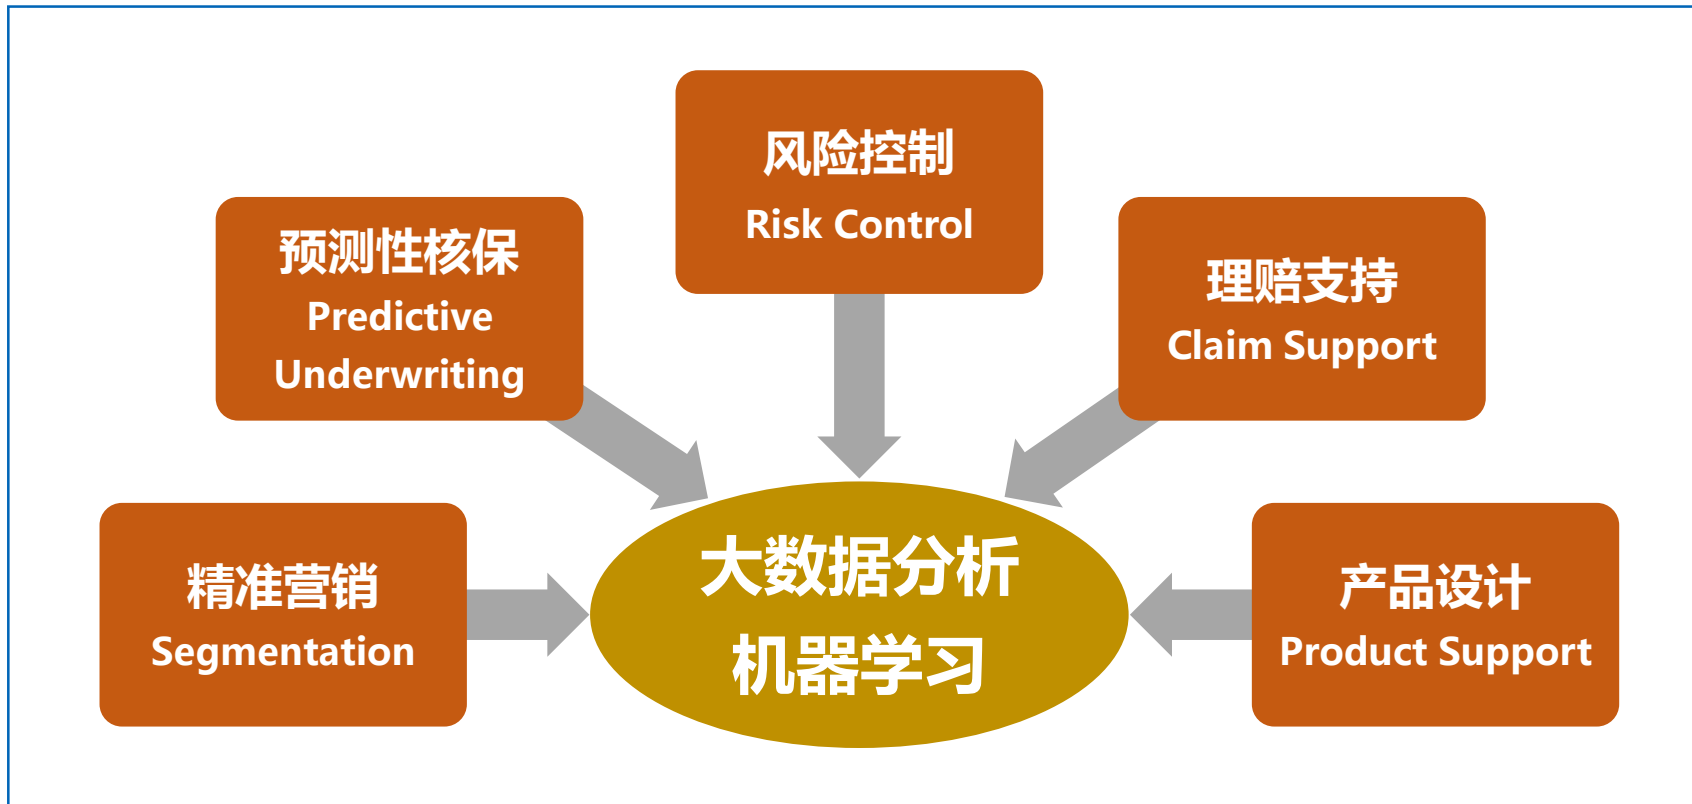 风险控制
Risk Control
预测性核保
Predictive
Underwriting
理赔支持
Claim Support
精准营销
Segmentation
大数据分析
机器学习
产品设计
Product Support